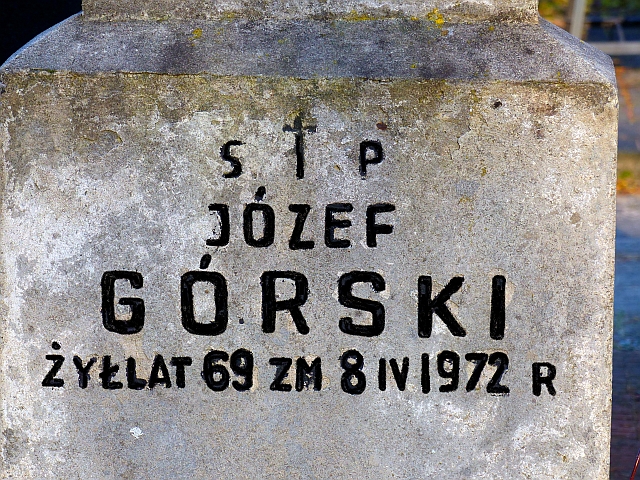 S † P
JÓZEF
GÓRSKI
ŻYŁ LAT 69 ZM 8 IV 1972 R